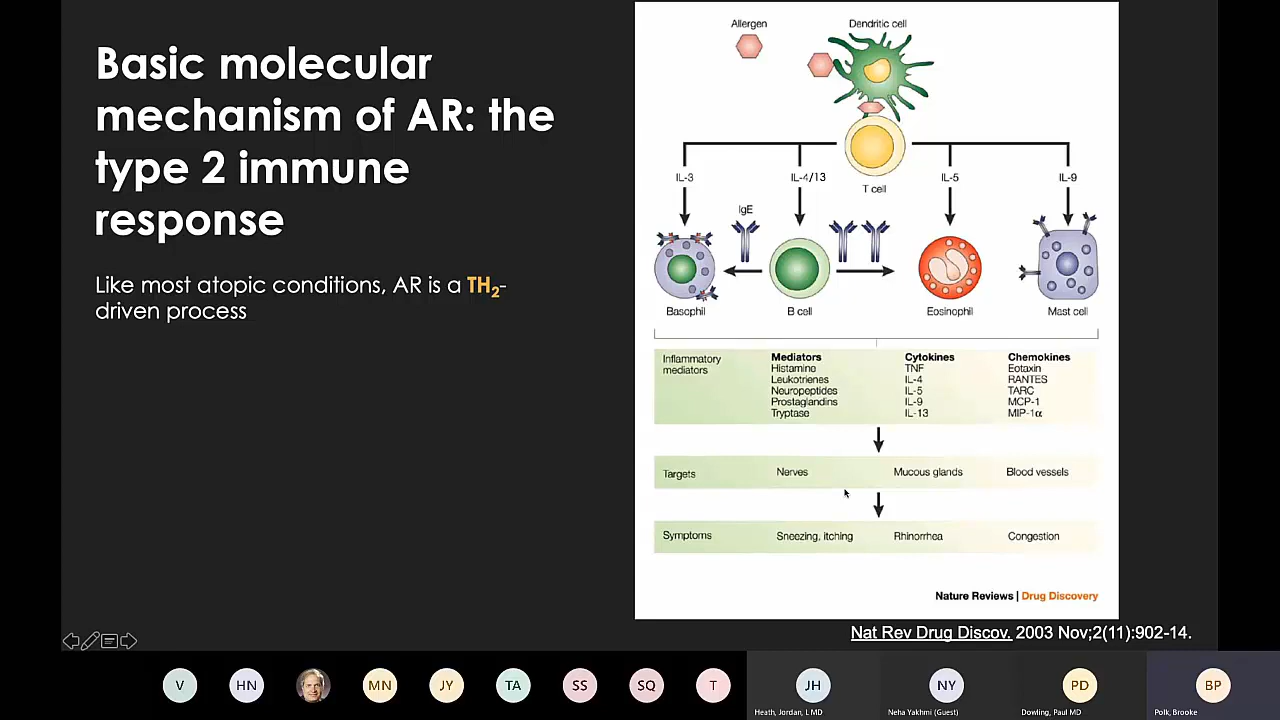 Basic molecular
mechanism of AR: the
type 2 immune
response
Like most atopic conditions, AR is a TH2-
driven process
Allergen
Dendritic cell
T cell
IL-3
IL-4/13
IL-5
IL-9
IgE
Basophil
B cell
Eosinophil
Mast cell
Inflammatory
mediators
Mediators
Histamine
Leukotrienes
Neuropeptides
Prostaglandins
Tryptase
Cytokines
TNF
IL-4
IL-5
IL-9
IL-13
Chemokines
Eotaxin
RANTES
TARC
MCP-1
MIP-1α
Targets
Nerves
Mucous glands
Blood vessels
Symptoms
Sneezing, itching
Rhinorrhea
Congestion
Nature Reviews | Drug Discovery
Nat Rev Drug Discov. 2003 Nov;2(11):902-14.
V
HN
MN
JY
TA
SS
SQ
T
JH
NY
PD
BP
Heath, Jordan, L MD
Neha Yakhmi (Guest)
Dowling, Paul MD
Polk, Brooke